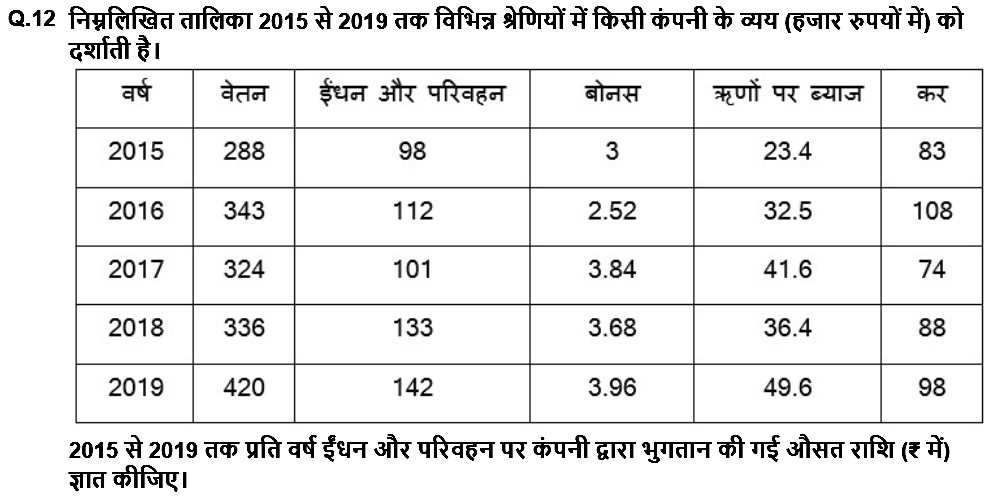 Q.12 निम्नलिखित तालिका 2015 से 2019 तक विभिन्न श्रेणियों में किसी कंपनी के व्यय (हजार रुपयों में) को
दर्शाती है।
वर्ष वेतन ईंधन और परिवहन बोनस ऋणों पर ब्याज कर
2015 288 98 3 23.4 83
2016 343 112 2.52 32.5 108
2017 324 101 3.84 41.6 74
2018 336 133 3.68 36.4 88
2019 420 142 3.96 49.6 98
2015 से 2019 तक प्रति वर्ष ईंधन और परिवहन पर कंपनी द्वारा भुगतान की गई औसत राशि (₹ में)
ज्ञात कीजिए।